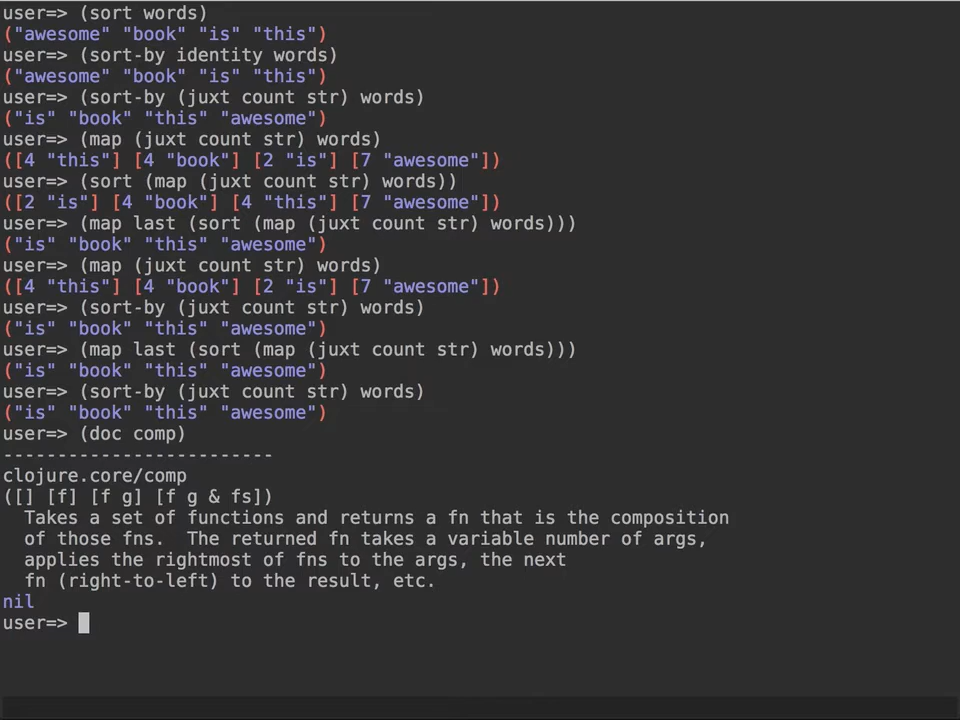 user=> (sort words)
("awesome" "book" "is" "this")
user=> (sort-by identity words)
("awesome" "book" "is" "this")
user=> (sort-by (juxt count str) words)
("is" "book" "this" "awesome")
user=> (map (juxt count str) words)
([4 "this"] [4 "book"] [2 "is"] [7 "awesome"])
user=> (sort (map (juxt count str) words))
([2 "is"] [4 "book"] [4 "this"] [7 "awesome"])
user=> (map last (sort (map (juxt count str) words)))
("is" "book" "this" "awesome")
user=> (map (juxt count str) words)
([4 "this"] [4 "book"] [2 "is"] [7 "awesome"])
user=> (sort-by (juxt count str) words)
("is" "book" "this" "awesome")
user=> (map last (sort (map (juxt count str) words)))
("is" "book" "this" "awesome")
user=> (sort-by (juxt count str) words)
("is" "book" "this" "awesome")
user=> (doc comp)
-------------------------
clojure.core/comp
([] [f] [f g] [f g & fs])
  Takes a set of functions and returns a fn that is the composition
  of those fns.  The returned fn takes a variable number of args,
  applies the rightmost of fns to the args, the next
  fn (right-to-left) to the result, etc.
nil
user=>